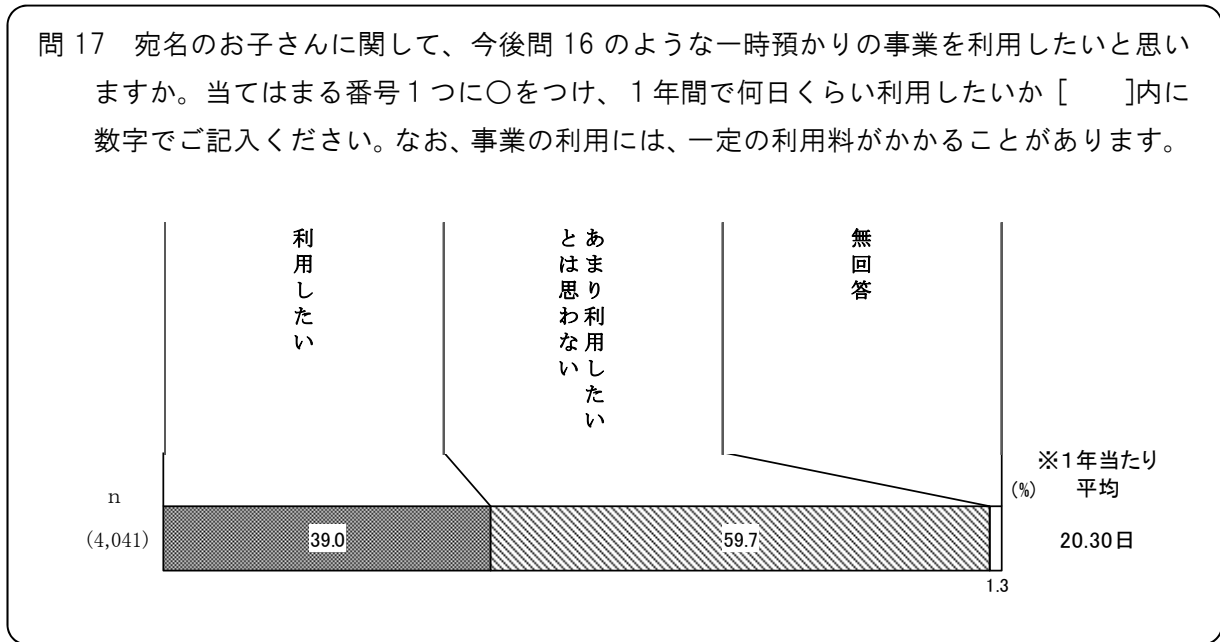 問 17　宛名のお子さんに関して、今後問 16 のような一時預かりの事業を利用したいと思い
ますか。当てはまる番号１つに○をつけ、１年間で何日くらい利用したいか［　　］内に
数字でご記入ください。なお、事業の利用には、一定の利用料がかかることがあります。
利用したい
あまり利用したい
とは思わない
無回答
※１年当たり
平均
(%)
n
(4,041)
39.0
59.7
1.3
20.30日